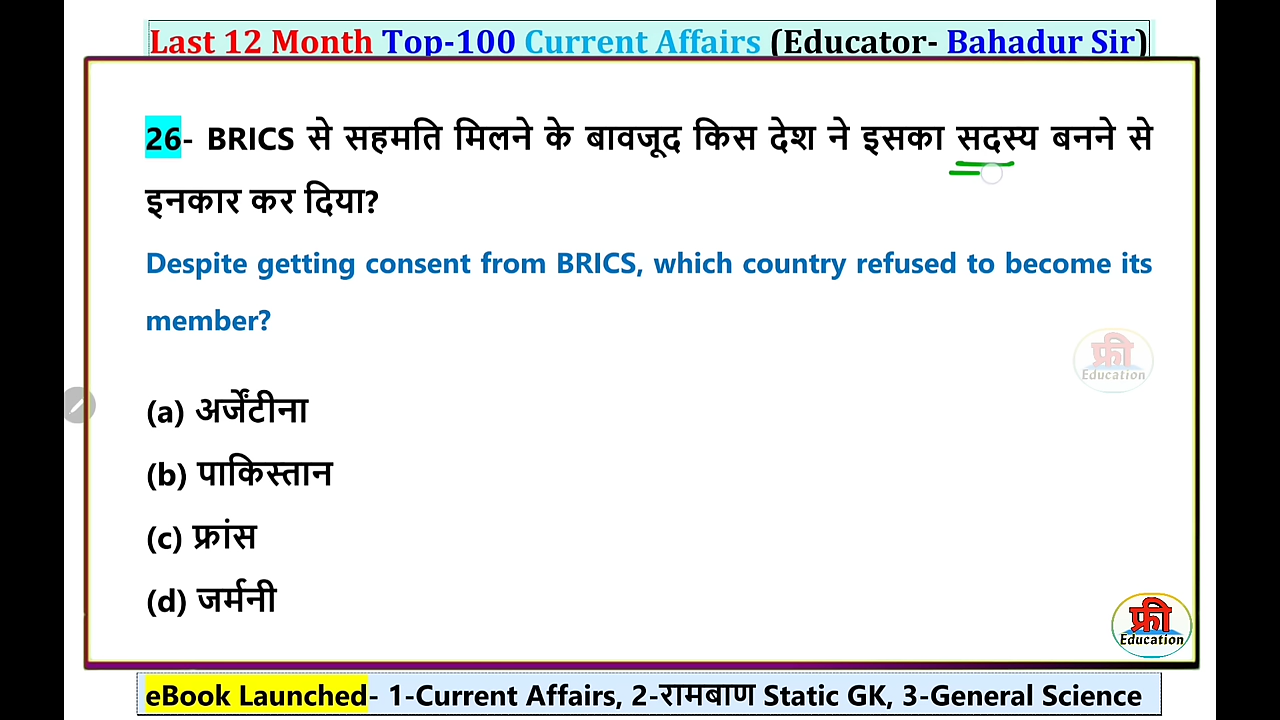 Last 12 Month Top-100 Current Affairs (Educator- Bahadur Sir)
26- BRICS से सहमति मिलने के बावजूद किस देश ने इसका सदस्य बनने से
इनकार कर दिया?
Despite getting consent from BRICS, which country refused to become its
member?
फ्री
Education
(a) अर्जेंटीना
(b) पाकिस्तान
(c) फ्रांस
(d) जर्मनी
फ्री
Education
eBook Launched- 1-Current Affairs, 2-रामबाण Static GK, 3-General Science